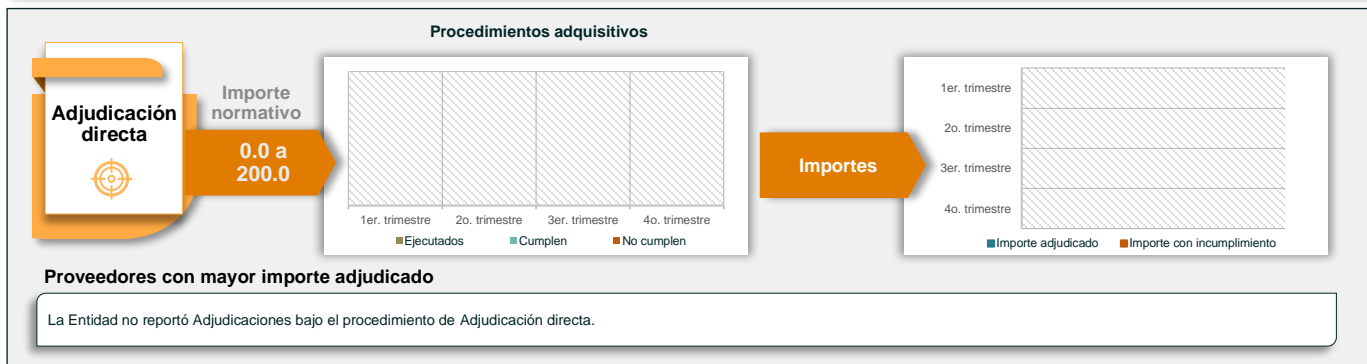 Procedimientos adquisitivos
Adjudicación
directa
Importe
normativo
0.0 a
200.0
1er. trimestre
2o. trimestre
3er. trimestre
4o. trimestre
Ejecutados
Cumplen
No cumplen
Importes
1er. trimestre
2o. trimestre
3er. trimestre
4o. trimestre
Importe adjudicado
Importe con incumplimiento
Proveedores con mayor importe adjudicado
La Entidad no reportó Adjudicaciones bajo el procedimiento de Adjudicación directa.